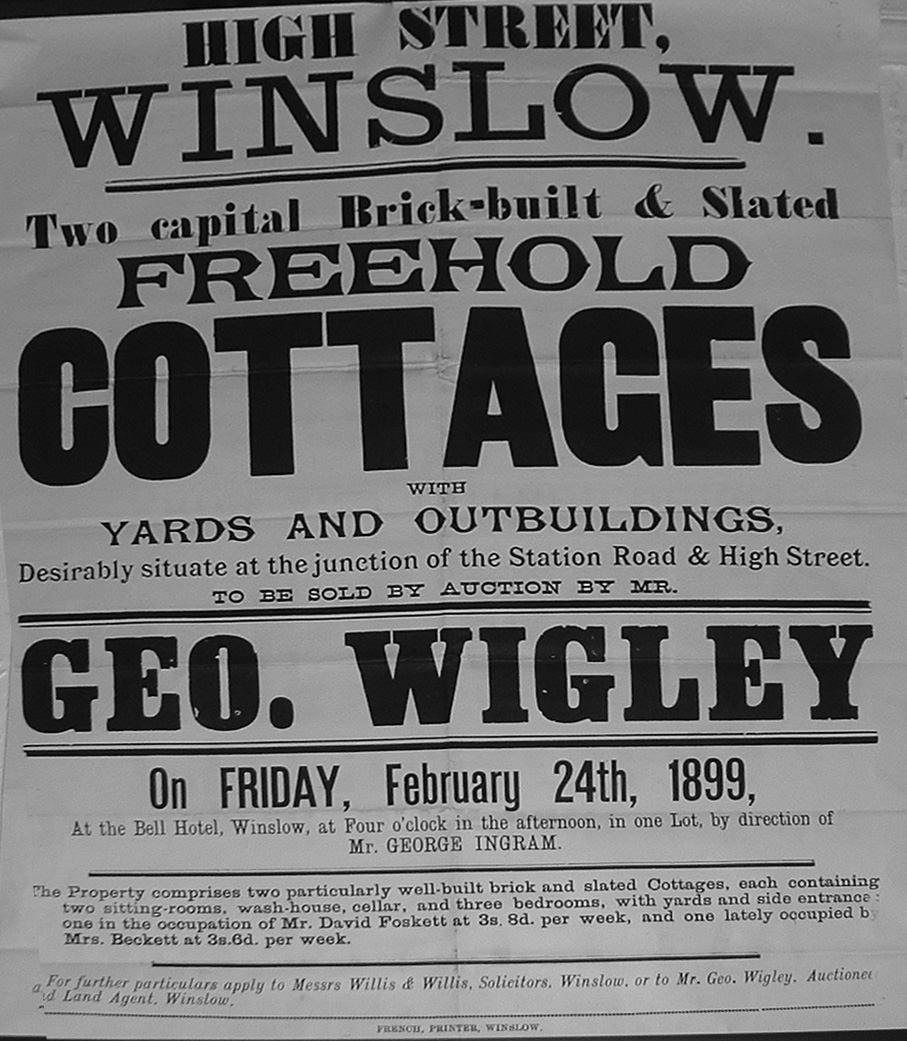 HIGH STREET,
WINSLOW.
Two capital Brick-built & Slated
FREEHOLD
COTTAGES
WITH
YARDS AND OUTBUILDINGS,
Desirably situate at the junction of the Station Road & High Street.
TO BE SOLD BY AUCTION BY MR.
GEO. WIGLEY
On FRIDAY, February 24th, 1899,
At the Bell Hotel, Winslow, at Four o'clock in the afternoon, in one Lot, by direction of
Mr. GEORGE INGRAM.
The Property comprises two particularly well-built brick and slated Cottages, each containing
two sitting-rooms, wash-house, cellar, and three bedrooms, with yards and side entrance:
one in the occupation of Mr. David Foskett at 3s. 8d. per week, and one lately occupied by
Mrs. Beckett at 3s.6d. per week.
For further particulars apply to Messrs Willis & Willis, Solicitors, Winslow, or to Mr. Geo. Wigley, Auctionee
a d Land Agent, Winslow.
FRENCH, PRINTER, WINSLOW.